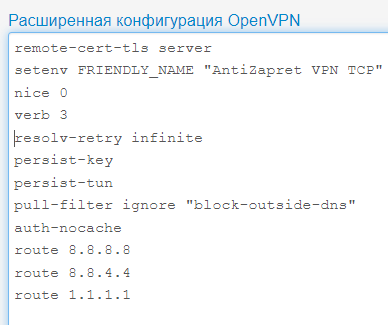 Расширенная конфигурация OpenVPN
remote-cert-tls server
setenv FRIENDLY_NAME "AntiZapret VPN TCP"
nice 0
verb 3
resolv-retry infinite
persist-key
persist-tun
pull-filter ignore "block-outside-dns"
auth-nocache
route 8.8.8.8
route 8.8.4.4
route 1.1.1.1